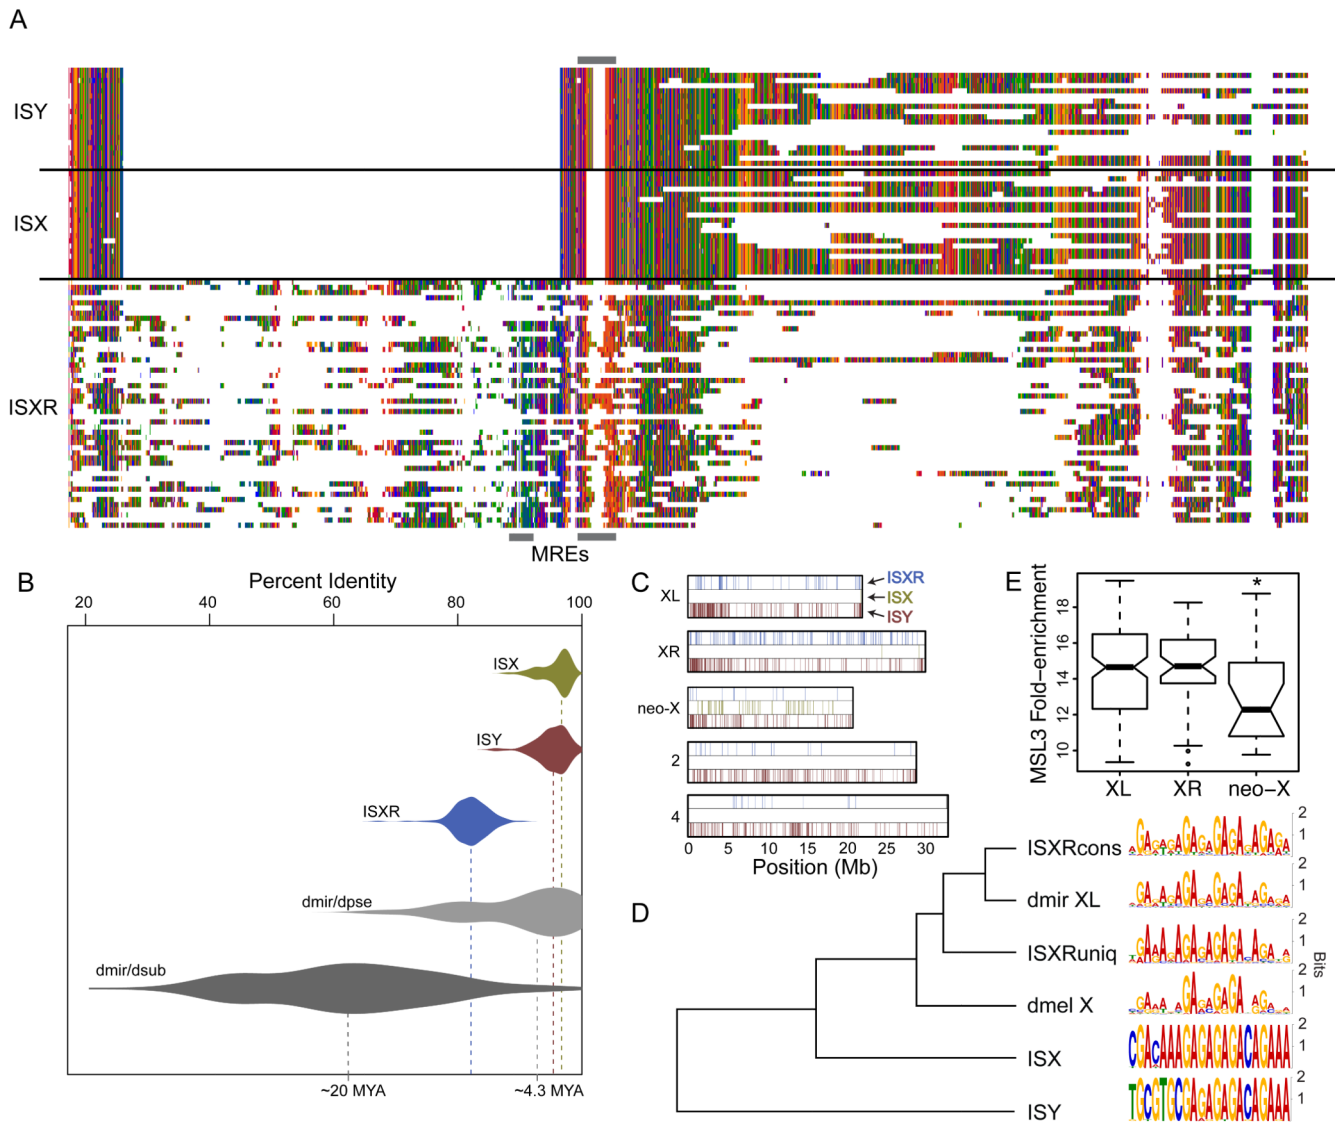 A
ISY
ISX
ISXR
MREs
B
Percent Identity
20 40 60 80 100
ISX
ISY
ISXR
dmir/dpse
dmir/dsub
~20 MYA
~4.3 MYA
C
XL
XR
neo-X
2
4
ISXR
ISX
ISY
0 5 10 15 20 25 30
Position (Mb)
E
MSL3 Fold-enrichment
10 12 14 16 18
*
XL XR neo-X
D
ISXRcons
dmir XL
ISXRuniq
dmel X
ISX
ISY
2
1
2
1
2
1
2
1
2
1
2
1
Bits
CGACAAAGAGAGAGACAGAAA
TGCGTGCGAGAGAGACAGAAA